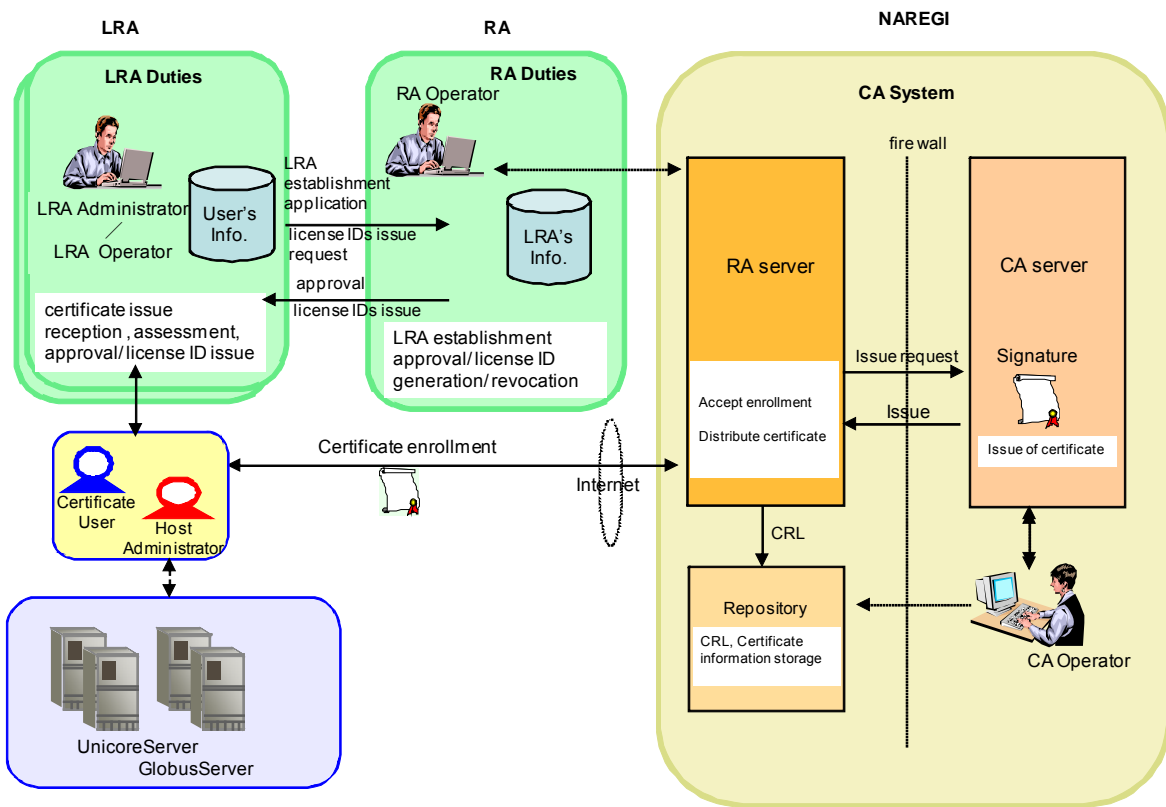 LRA
RA
NAREGI
LRA Duties
RA Duties
CA System
RA Operator
fire wall
LRA
establishment
application
LRA Administrator
／
LRA Operator
User's
Info.
license IDs issue
request
LRA's
Info.
approval
license IDs issue
certificate issue
reception , assessment,
approval/ license ID issue
LRA establishment
approval/ license ID
generation/ revocation
RA server
CA server
Issue request
Signature
Accept enrollment
Distribute certificate
Issue
Issue of certificate
Certificate enrollment
Internet
Certificate
User
Host
Administrator
CRL
Repository
CRL, Certificate
information storage
CA Operator
UnicoreServer
GlobusServer